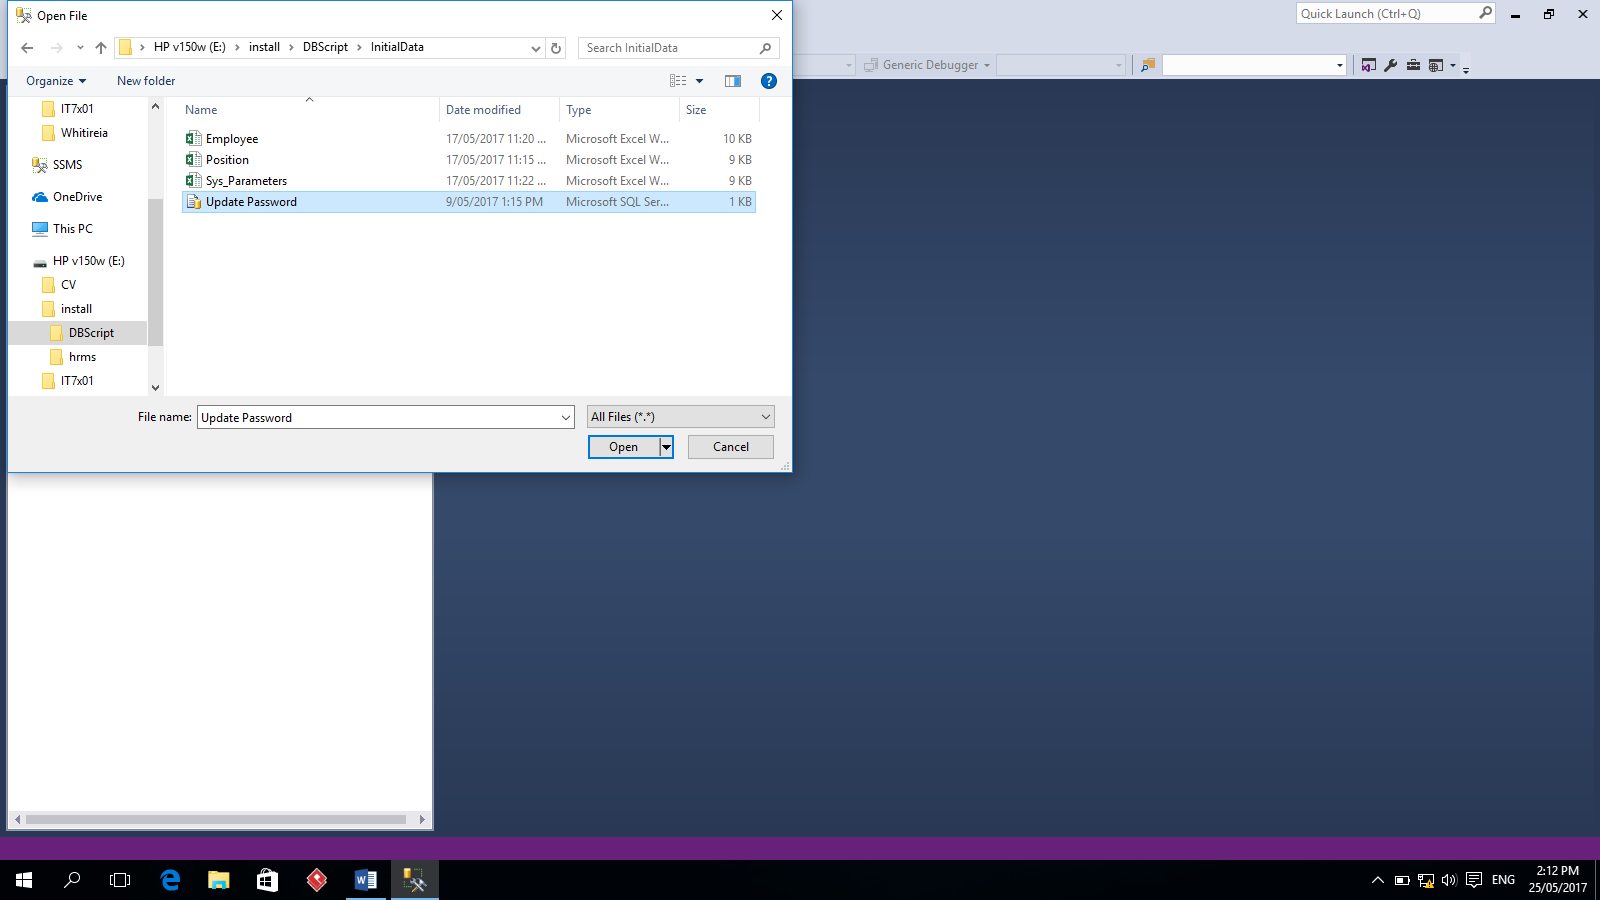 Open File
Quick Launch (Ctrl+Q)
HP v150w (E:) > install > DBScript > InitialData
Search InitialData
Generic Debugger
Organize
New folder
Name
Date modified
Type
Size
IT7x01
Whitireia
SSMS
OneDrive
This PC
HP v150w (E:)
CV
install
DBScript
hrms
IT7x01
Employee 17/05/2017 11:20 ... Microsoft Excel W... 10 KB
Position 17/05/2017 11:15 ... Microsoft Excel W... 9 KB
Sys_Parameters 17/05/2017 11:22 ... Microsoft Excel W... 9 KB
Update Password 9/05/2017 1:15 PM Microsoft SQL Ser... 1 KB
File name: Update Password
All Files (*.*)
Open
Cancel
ENG
2:12 PM
25/05/2017